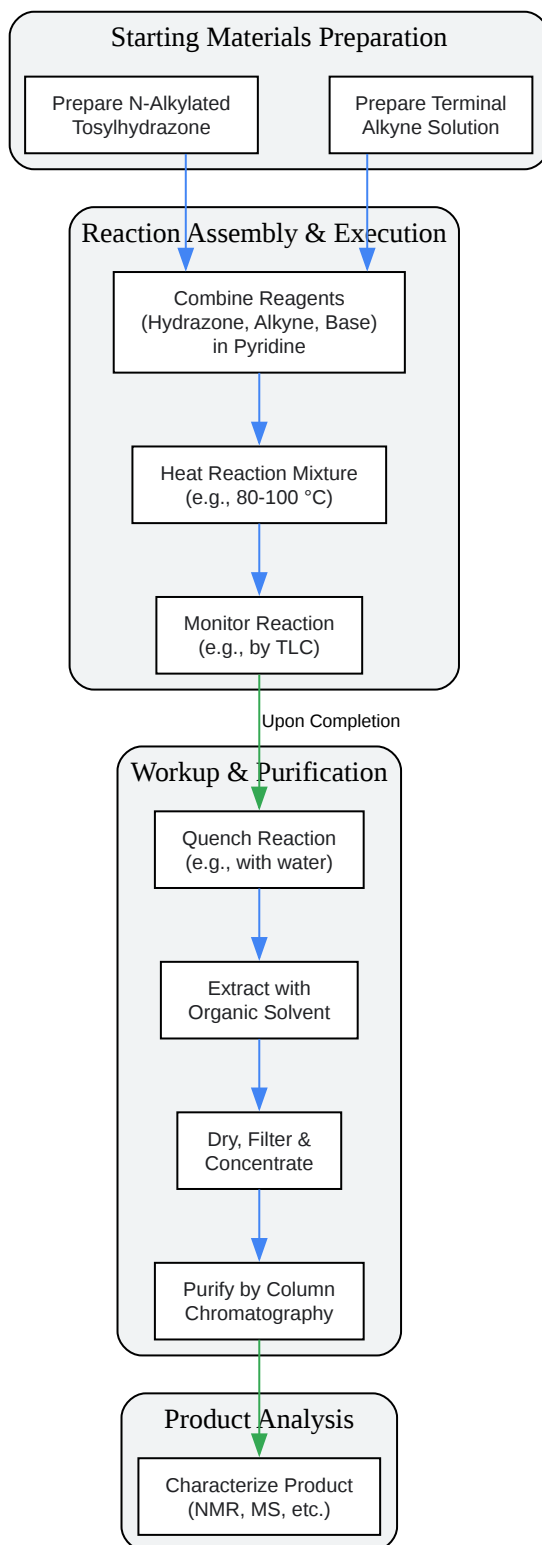 Starting Materials Preparation
Prepare N-Alkylated
Tosylhydrazone
Prepare Terminal
Alkyne Solution
Reaction Assembly & Execution
Combine Reagents
(Hydrazone, Alkyne, Base)
in Pyridine
Heat Reaction Mixture
(e.g., 80-100 °C)
Monitor Reaction
(e.g., by TLC)
Upon Completion
Workup & Purification
Quench Reaction
(e.g., with water)
Extract with
Organic Solvent
Dry, Filter &
Concentrate
Purify by Column
Chromatography
Product Analysis
Characterize Product
(NMR, MS, etc.)